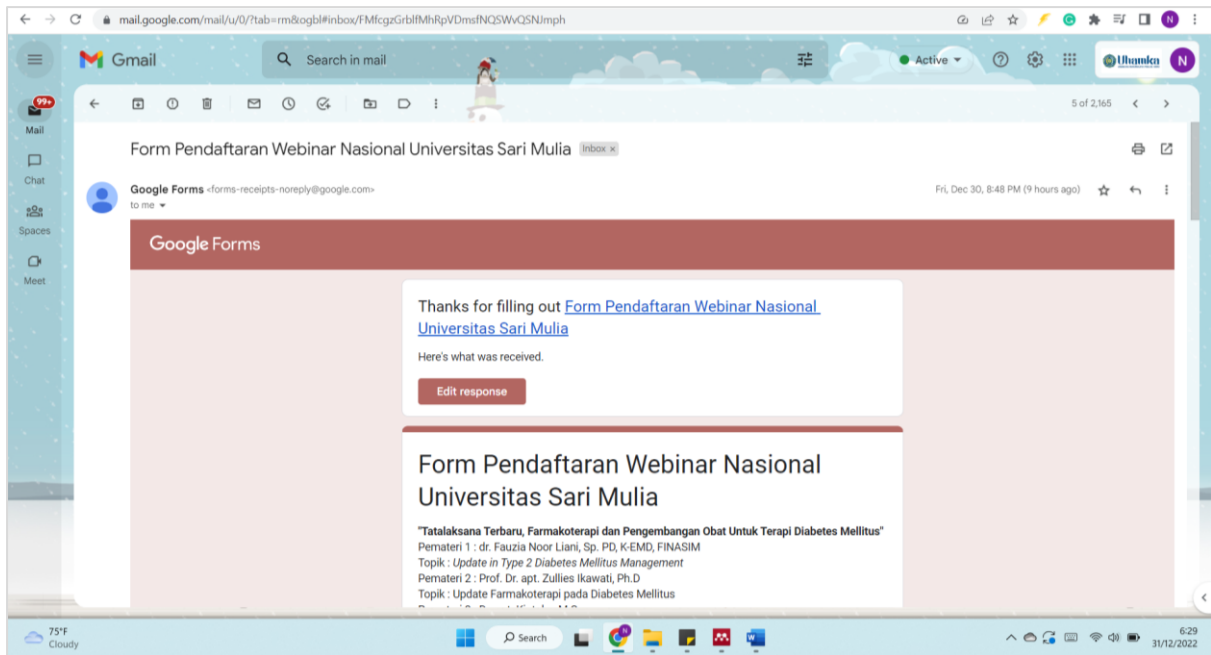 mail.google.com/mail/u/0/?tab=rm&ogbl#inbox/FMfcgzGrblfMhRpVDmsfNQSWvQSNJmph
N
Gmail
Search in mail
Active
Uhamka
N
99+
Mail
5 of 2,165
Form Pendaftaran Webinar Nasional Universitas Sari Mulia Inbox x
Chat
Google Forms <forms-receipts-noreply@google.com>
Fri, Dec 30, 8:48 PM (9 hours ago)
to me
Spaces
Google Forms
Meet
Thanks for filling out Form Pendaftaran Webinar Nasional
Universitas Sari Mulia
Here's what was received.
Edit response
Form Pendaftaran Webinar Nasional
Universitas Sari Mulia
"Tatalaksana Terbaru, Farmakoterapi dan Pengembangan Obat Untuk Terapi Diabetes Mellitus"
Pemateri 1 : dr. Fauzia Noor Liani, Sp. PD, K-EMD, FINASIM
Topik : Update in Type 2 Diabetes Mellitus Management
Pemateri 2 : Prof. Dr. apt. Zullies Ikawati, Ph.D
Topik : Update Farmakoterapi pada Diabetes Mellitus
75°F
Cloudy
Search
6:29
31/12/2022